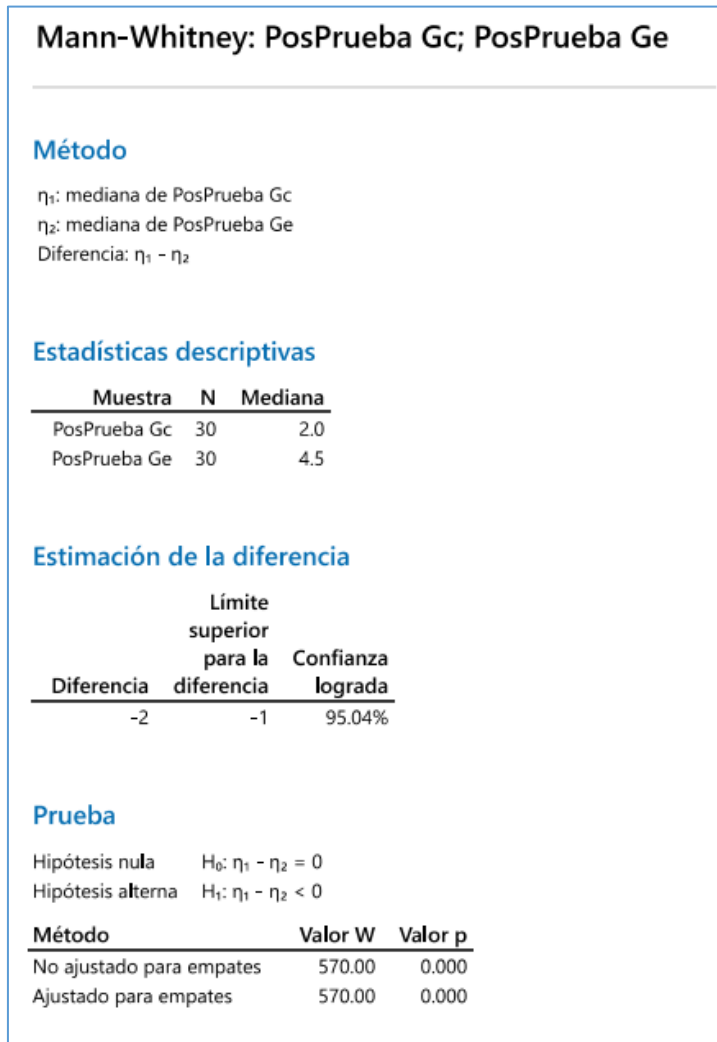 Mann-Whitney: PosPrueba Gc; PosPrueba Ge
Método
η₁: mediana de PosPrueba Gc
η₂: mediana de PosPrueba Ge
Diferencia: η₁ - η₂
Estadísticas descriptivas
Muestra N Mediana
PosPrueba Gc 30 2.0
PosPrueba Ge 30 4.5
Estimación de la diferencia
Límite
superior
para la Confianza
Diferencia diferencia lograda
-2 -1 95.04%
Prueba
Hipótesis nula H₀: η₁ - η₂ = 0
Hipótesis alterna H₁: η₁ - η₂ < 0
Método Valor W Valor p
No ajustado para empates 570.00 0.000
Ajustado para empates 570.00 0.000